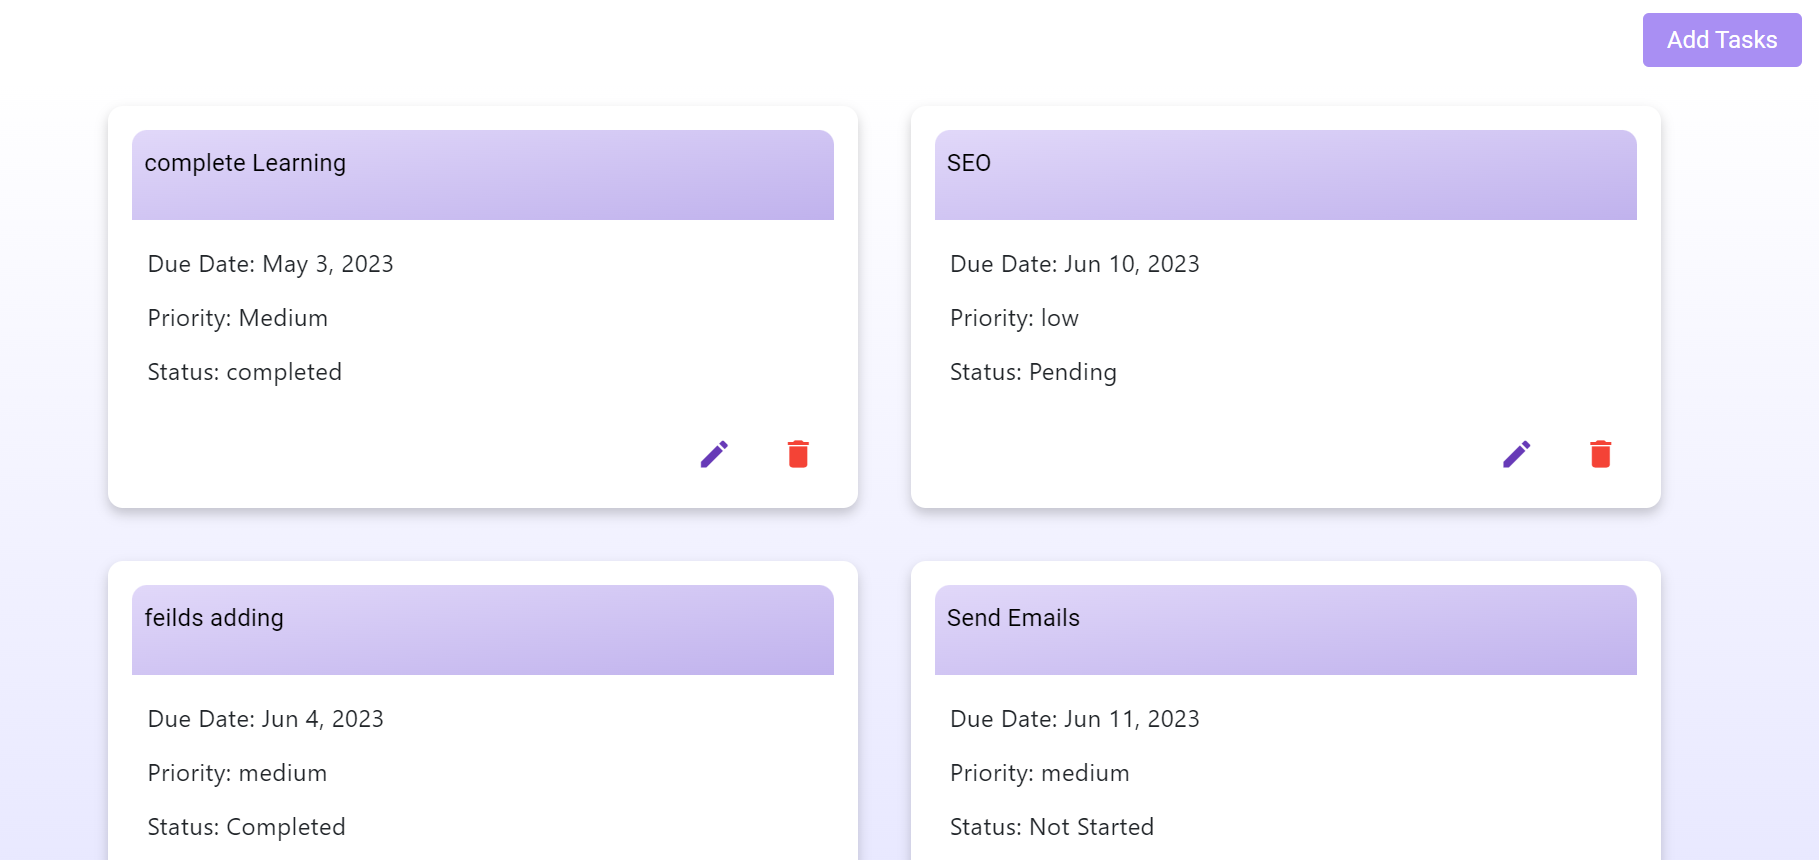 Add Tasks
complete Learning
Due Date: May 3, 2023
Priority: Medium
Status: completed
SEO
Due Date: Jun 10, 2023
Priority: low
Status: Pending
feilds adding
Due Date: Jun 4, 2023
Priority: medium
Status: Completed
Send Emails
Due Date: Jun 11, 2023
Priority: medium
Status: Not Started